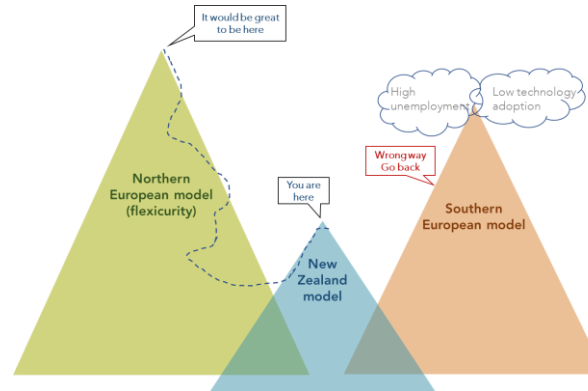 It would be great
to be here
High
unemployment
Low technology
adoption
Wrong way
Go back
Northern
European model
(flexicurity)
You are
here
Southern
European model
New
Zealand
model